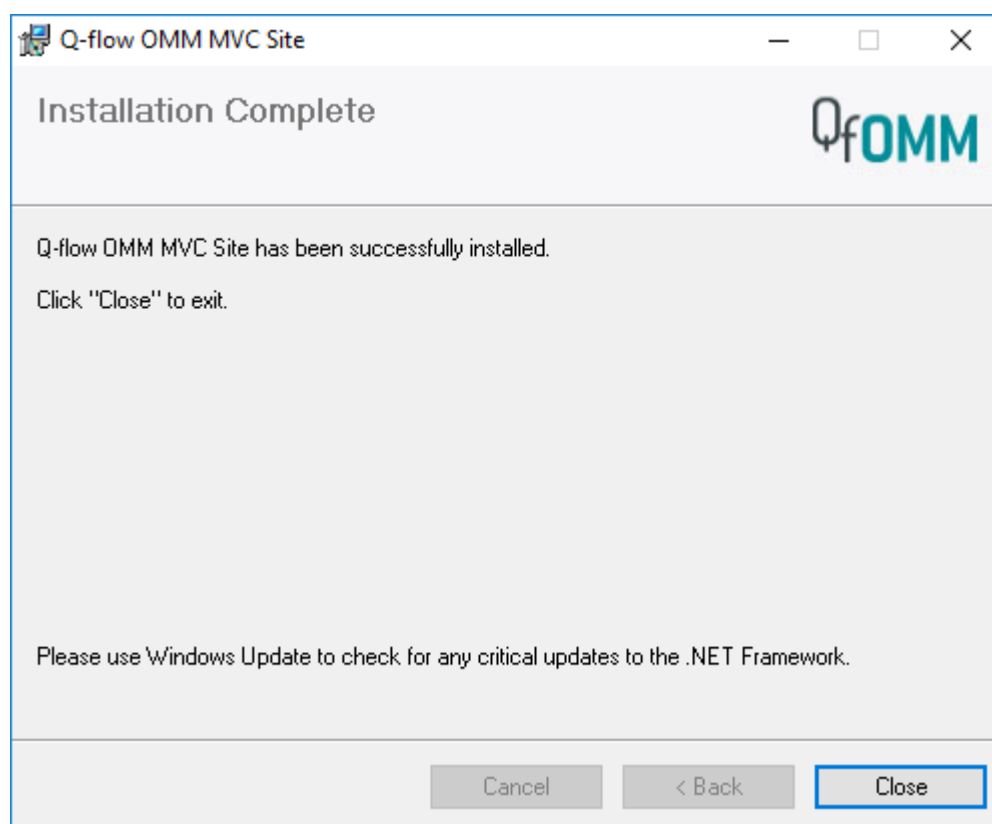 Q-flow OMM MVC Site
Installation Complete
QfOMM
Q-flow OMM MVC Site has been successfully installed.
Click "Close" to exit.
Please use Windows Update to check for any critical updates to the .NET Framework.
Cancel
< Back
Close